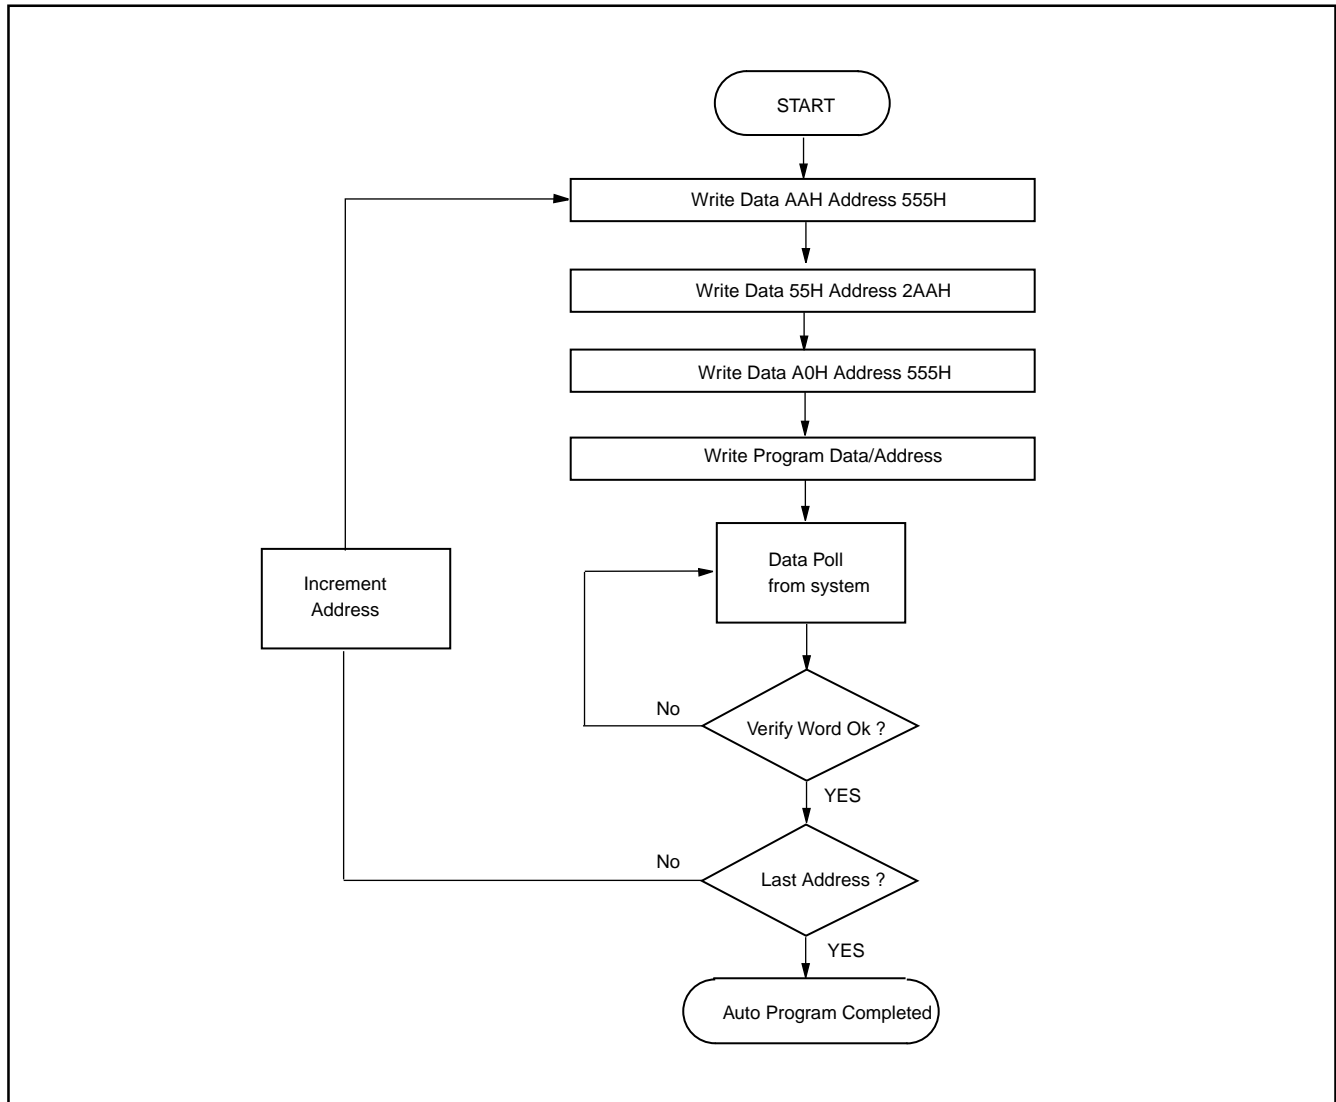 START
Write Data AAH Address 555H
Write Data 55H Address 2AAH
Write Data A0H Address 555H
Write Program Data/Address
Data Poll
from system
Increment
Address
No
Verify Word Ok ?
YES
No
Last Address ?
YES
Auto Program Completed